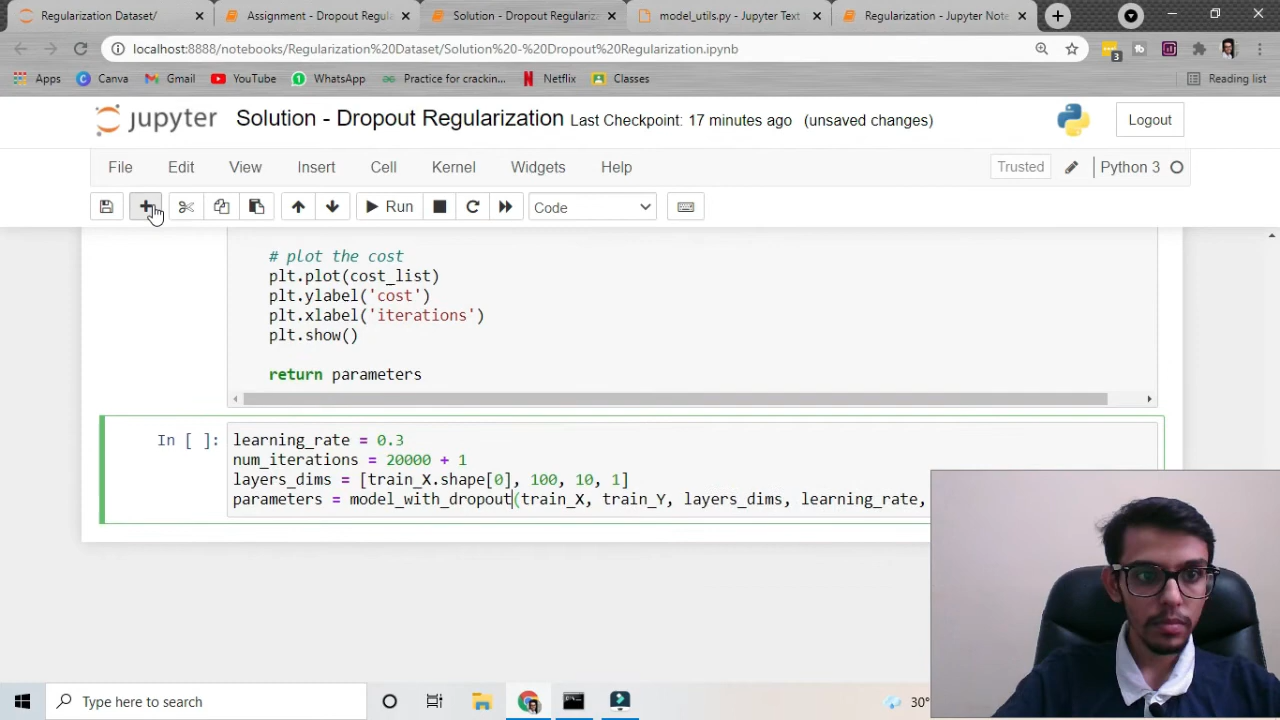 Regularization Dataset/
Assignment - Dropout Regula
Solution - Dropout Regulariza
model_utils.py - Jupyter Text
Regularization - Jupyter Note
localhost:8888/notebooks/Regularization%20Dataset/Solution%20-%20Dropout%20Regularization.ipynb
3
Apps
Canva
Gmail
YouTube
WhatsApp
Practice for crackin...
Netflix
Classes
Reading list
jupyter
Solution - Dropout Regularization Last Checkpoint: 17 minutes ago (unsaved changes)
Logout
File Edit View Insert Cell Kernel Widgets Help
Trusted
Python 3
Run
Code
# plot the cost
plt.plot(cost_list)
plt.ylabel('cost')
plt.xlabel('iterations')
plt.show()
return parameters
In [ ]:
learning_rate = 0.3
num_iterations = 20000 + 1
layers_dims = [train_X.shape[0], 100, 10, 1]
parameters = model_with_dropout(train_X, train_Y, layers_dims, learning_rate,
Type here to search
30°